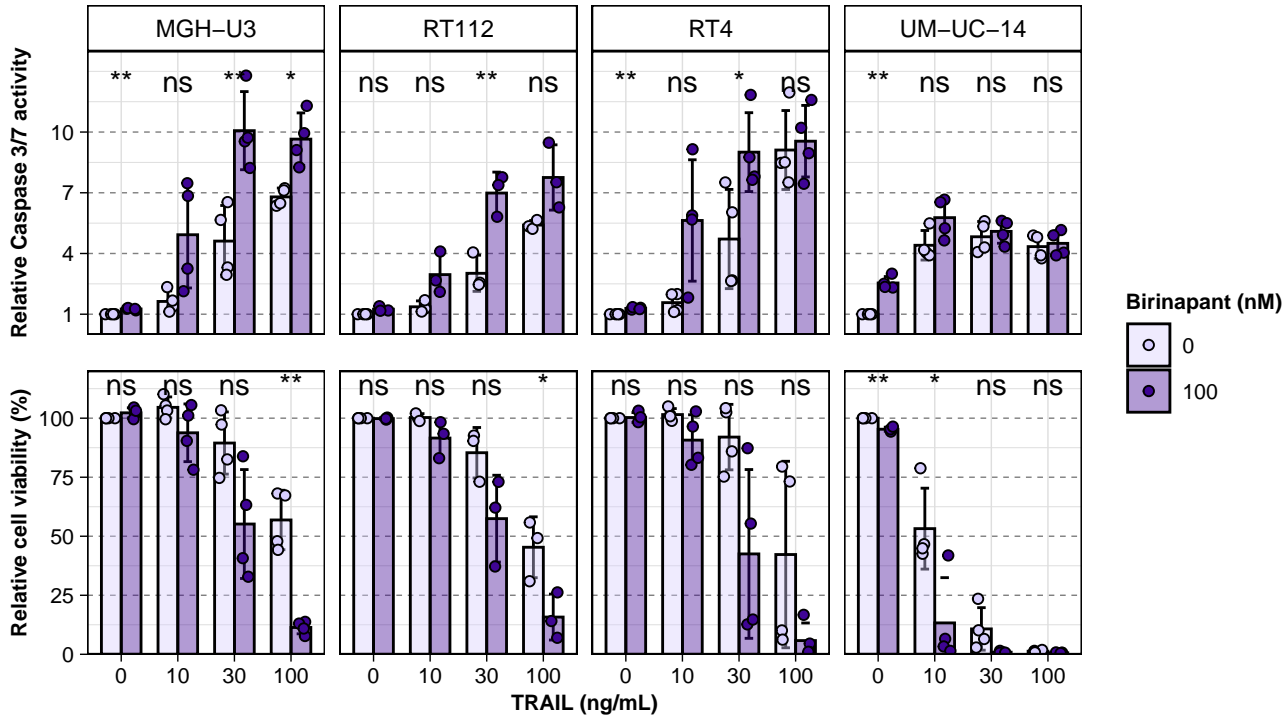 MGH−U3 RT112 RT4 UM−UC−14
Relative Caspase 3/7 activity
** ns ** * ns ns ** ns ** ns * ns ** ns ns ns
10
7
4
1
Birinapant (nM)
0
100
Relative cell viability (%)
ns ns ns ** ns ns ns * ns ns ns ns ** * ns ns
100
75
50
25
0
0 10 30 100 0 10 30 100 0 10 30 100 0 10 30 100
TRAIL (ng/mL)